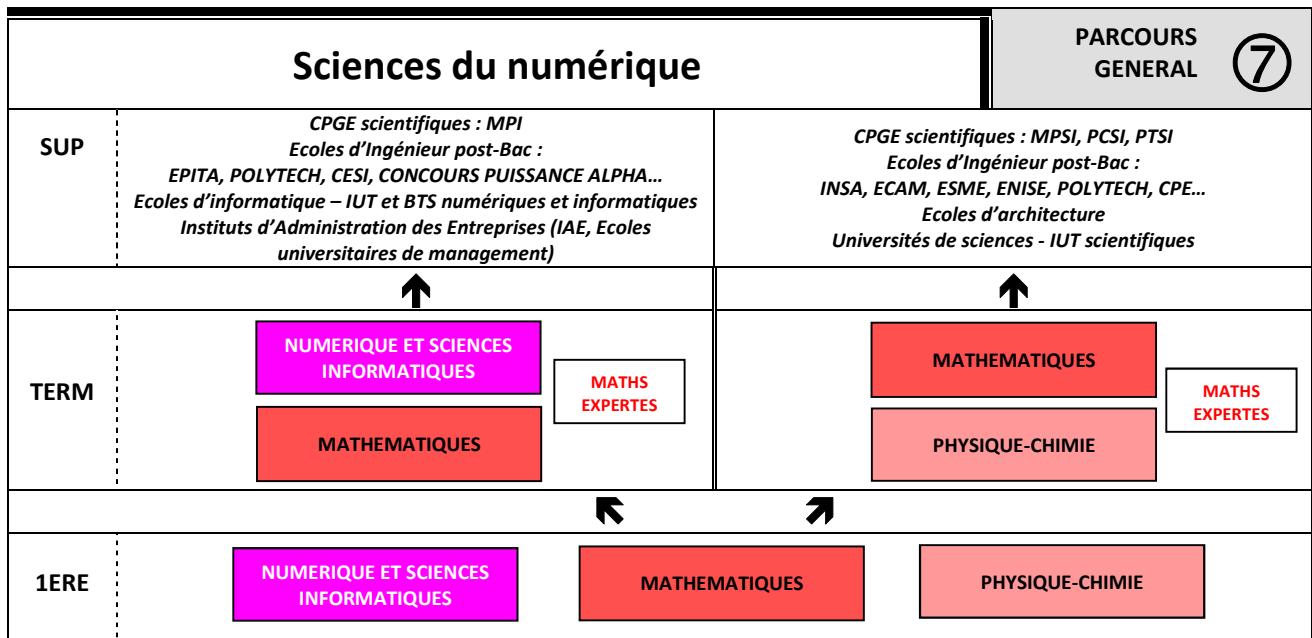 Sciences du numérique
PARCOURS
GENERAL
⑦
SUP
CPGE scientifiques : MPI
Ecoles d’Ingénieur post-Bac :
EPITA, POLYTECH, CESI, CONCOURS PUISSANCE ALPHA…
Ecoles d’informatique – IUT et BTS numériques et informatiques
Instituts d’Administration des Entreprises (IAE, Ecoles
universitaires de management)
CPGE scientifiques : MPSI, PCSI, PTSI
Ecoles d’Ingénieur post-Bac :
INSA, ECAM, ESME, ENISE, POLYTECH, CPE…
Ecoles d’architecture
Universités de sciences - IUT scientifiques
TERM
NUMERIQUE ET SCIENCES
INFORMATIQUES
MATHEMATIQUES
MATHS
EXPERTES
MATHEMATIQUES
PHYSIQUE-CHIMIE
MATHS
EXPERTES
1ERE
NUMERIQUE ET SCIENCES
INFORMATIQUES
MATHEMATIQUES
PHYSIQUE-CHIMIE